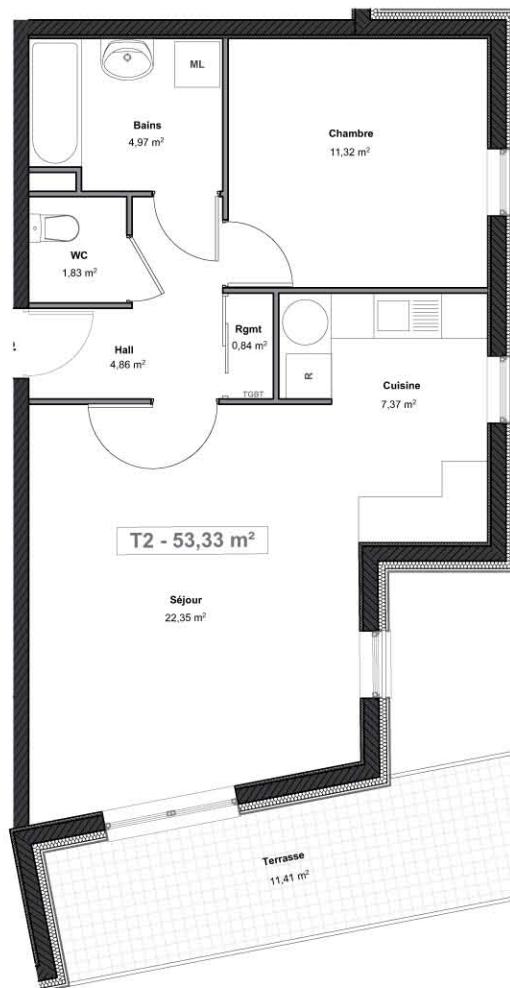 ML
Bains
4,97 m²
Chambre
11,32 m²
WC
1,83 m²
Hall
4,86 m²
Rgmt
0,84 m²
TGBT
R
Cuisine
7,37 m²
T2 - 53,33 m²
Séjour
22,35 m²
Terrasse
11,41 m²